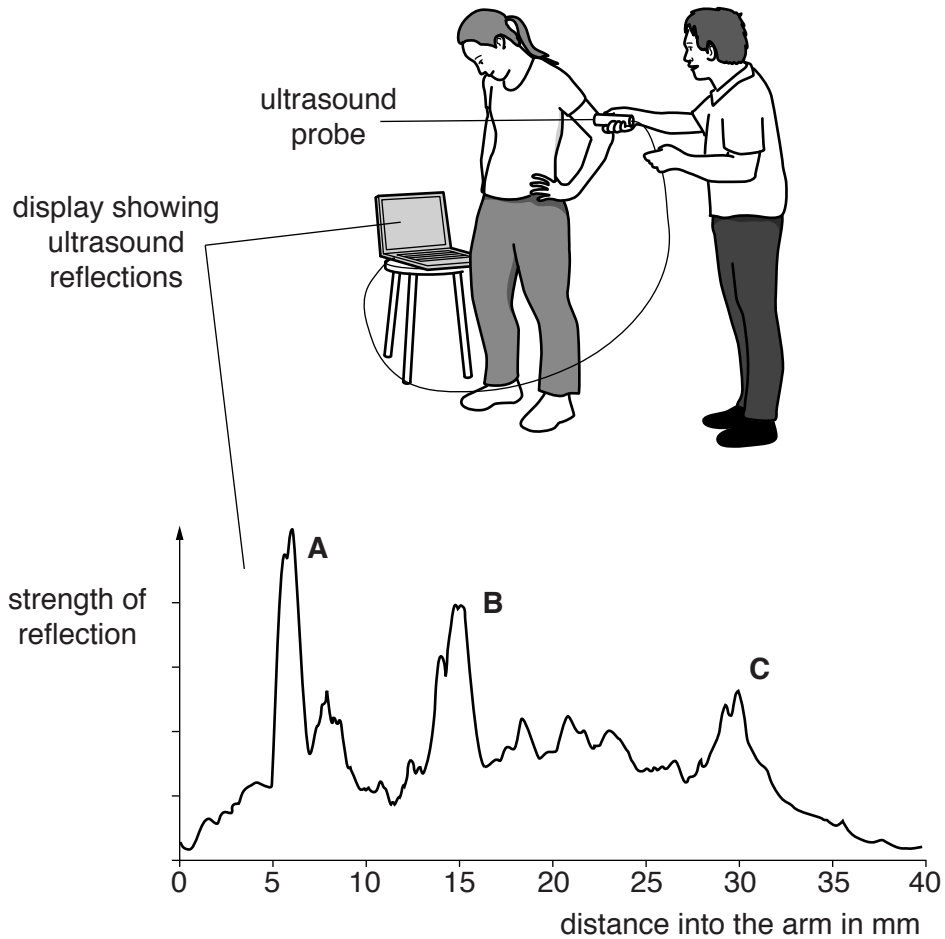 ultrasound
probe
display showing
ultrasound
reflections
A
B
C
strength of
reflection
0 5 10 15 20 25 30 35 40
distance into the arm in mm